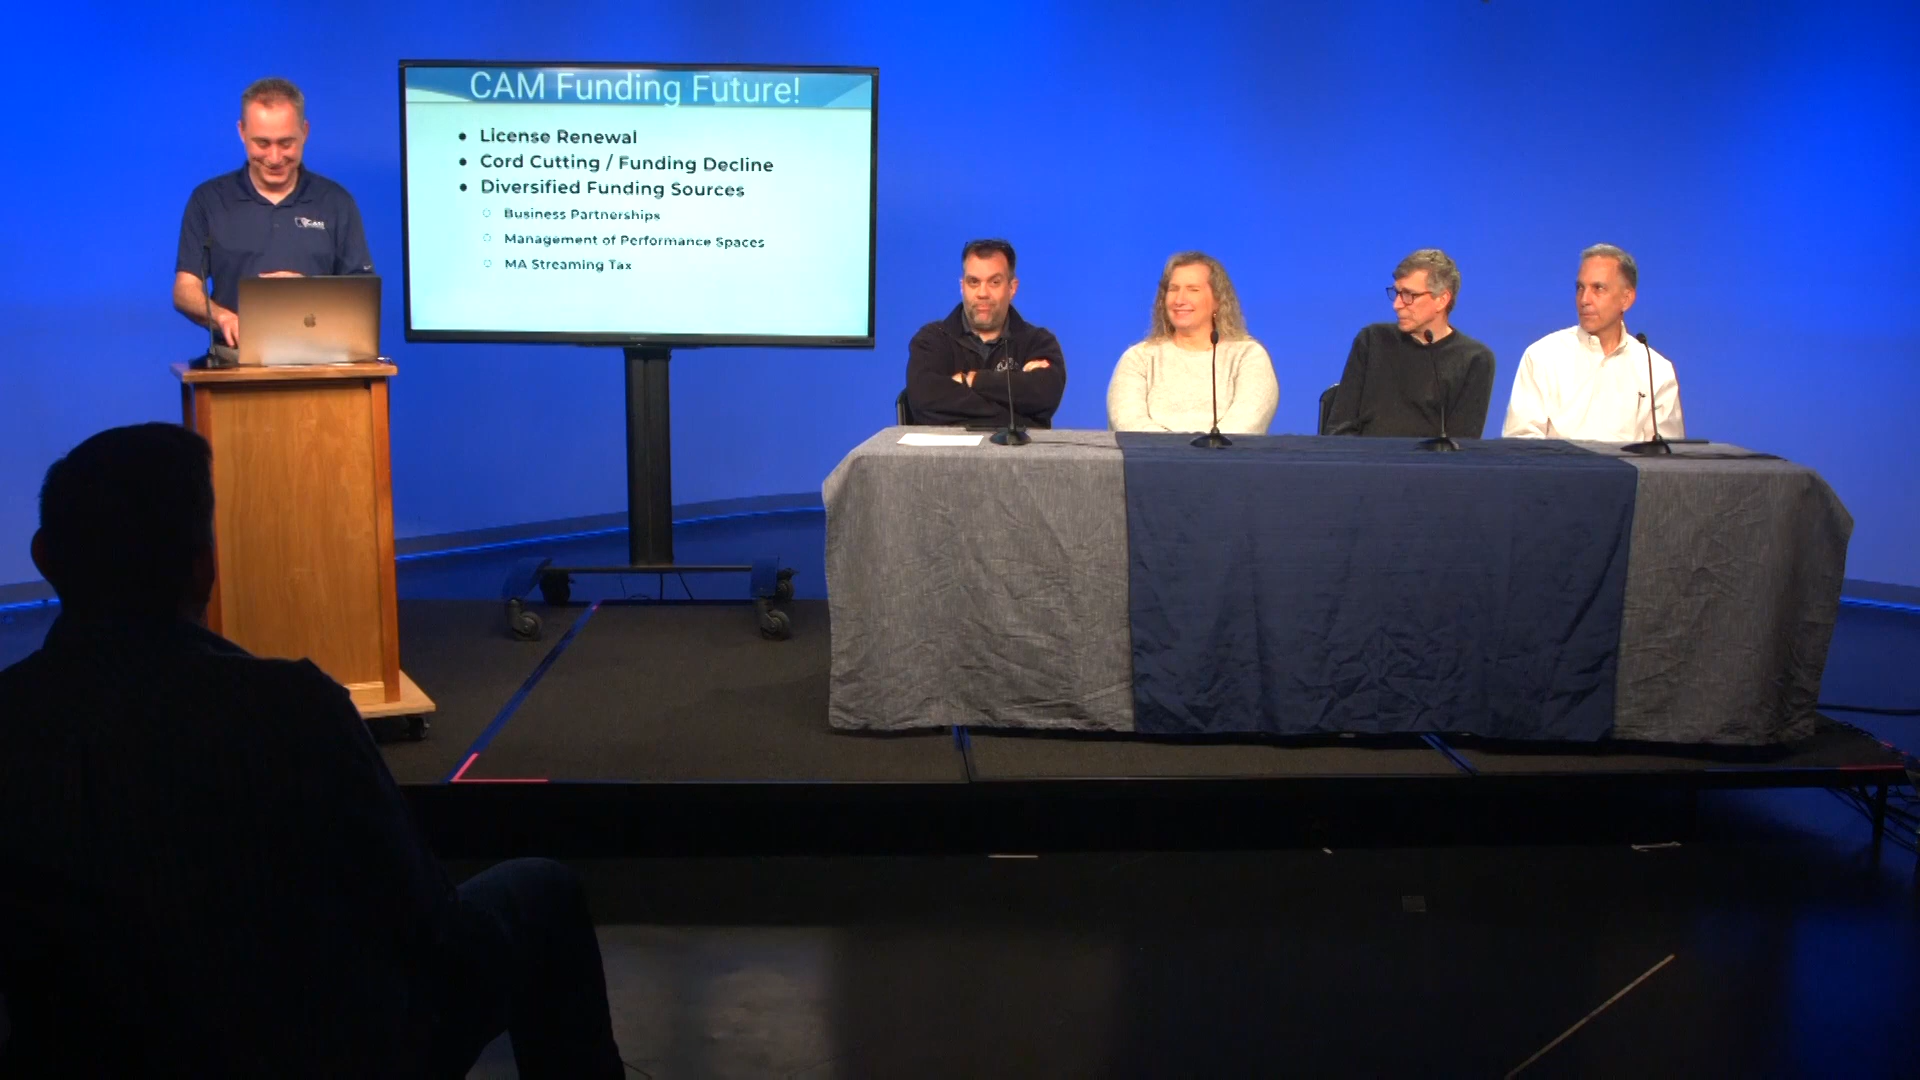 CAM Funding Future!
● License Renewal
● Cord Cutting / Funding Decline
● Diversified Funding Sources
○ Business Partnerships
○ Management of Performance Spaces
○ MA Streaming Tax
CAM